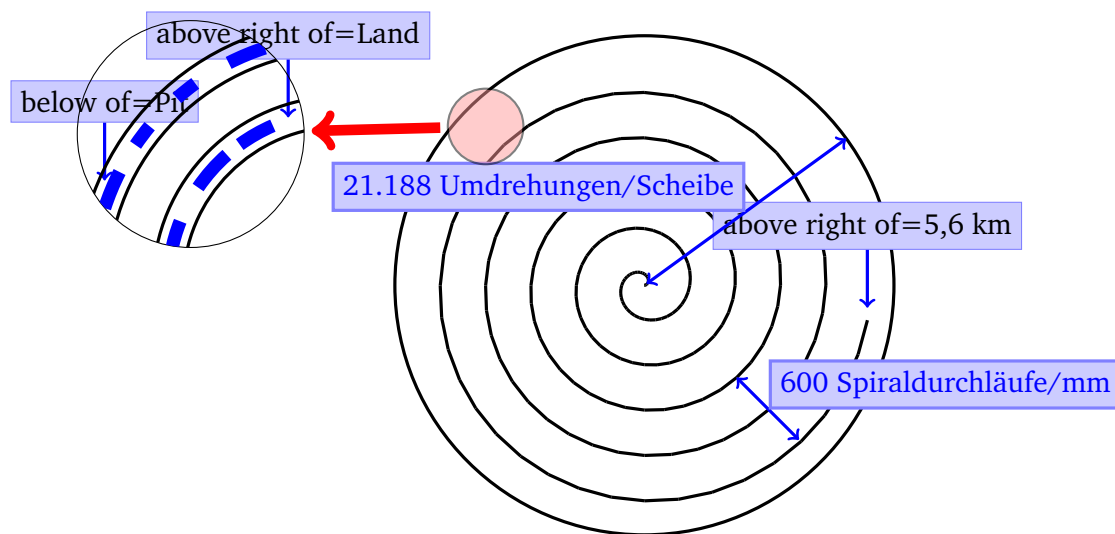 above right of=Land
below of=Pit
21.188 Umdrehungen/Scheibe
above right of=5,6 km
600 Spiraldurchläufe/mm